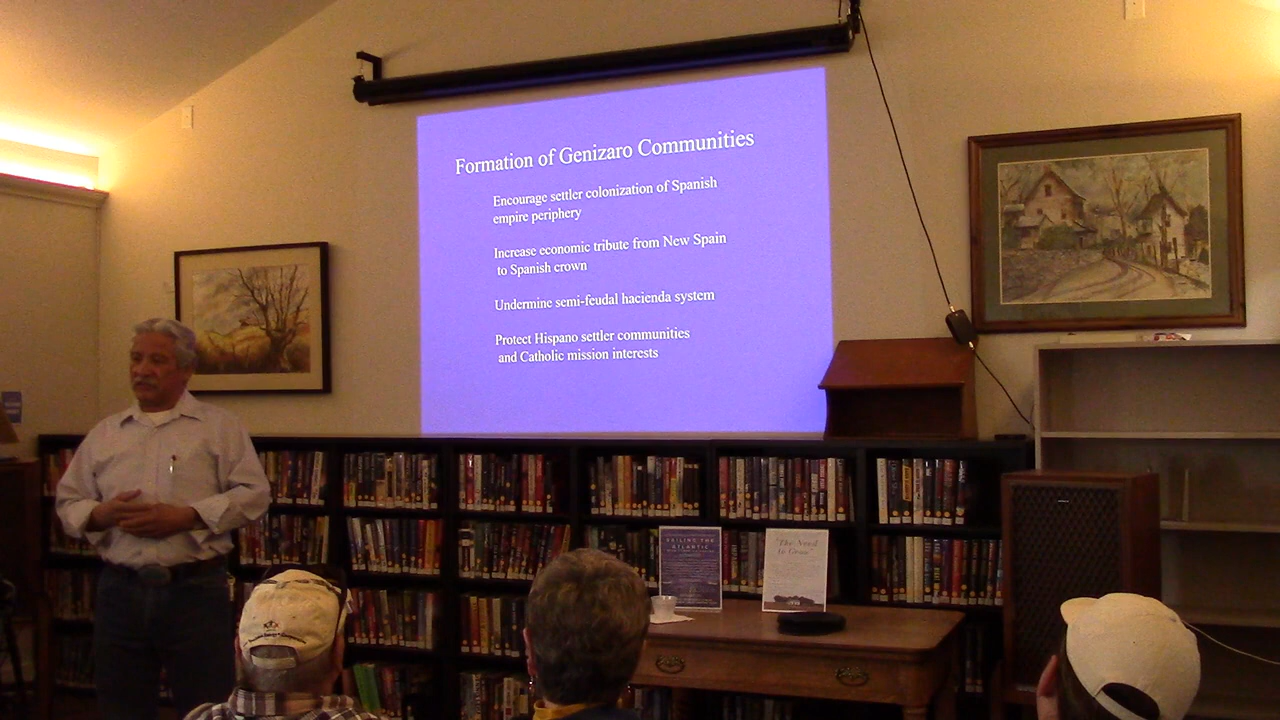 Formation of Genizaro Communities
Encourage settler colonization of Spanish
empire periphery
Increase economic tribute from New Spain
to Spanish crown
Undermine semi-feudal hacienda system
Protect Hispano settler communities
and Catholic mission interests
SAILING THE
ATLANTIC
"The Need
to Grow"